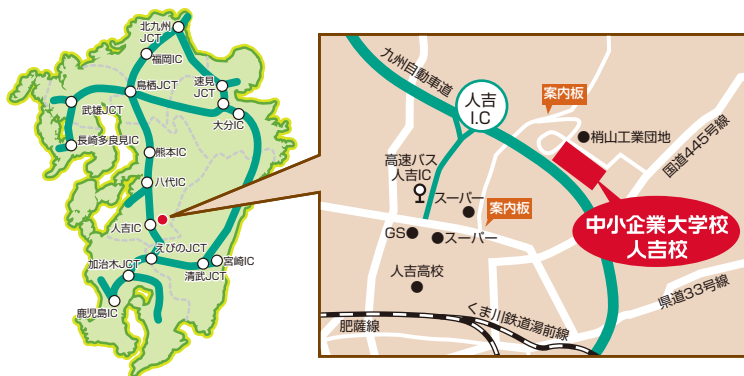 北九州
JCT
福岡IC
鳥栖JCT
速見
JCT
武雄JCT
大分IC
長崎多良見IC
熊本IC
八代IC
人吉IC
えびのJCT
加治木JCT
宮崎IC
清武JCT
鹿児島IC
九州自動車道
人吉
I.C
案内板
梢山工業団地
国道445号線
高速バス
人吉IC
スーパー
案内板
GS
スーパー
中小企業大学校
人吉校
人吉高校
県道33号線
くま川鉄道湯前線
肥薩線